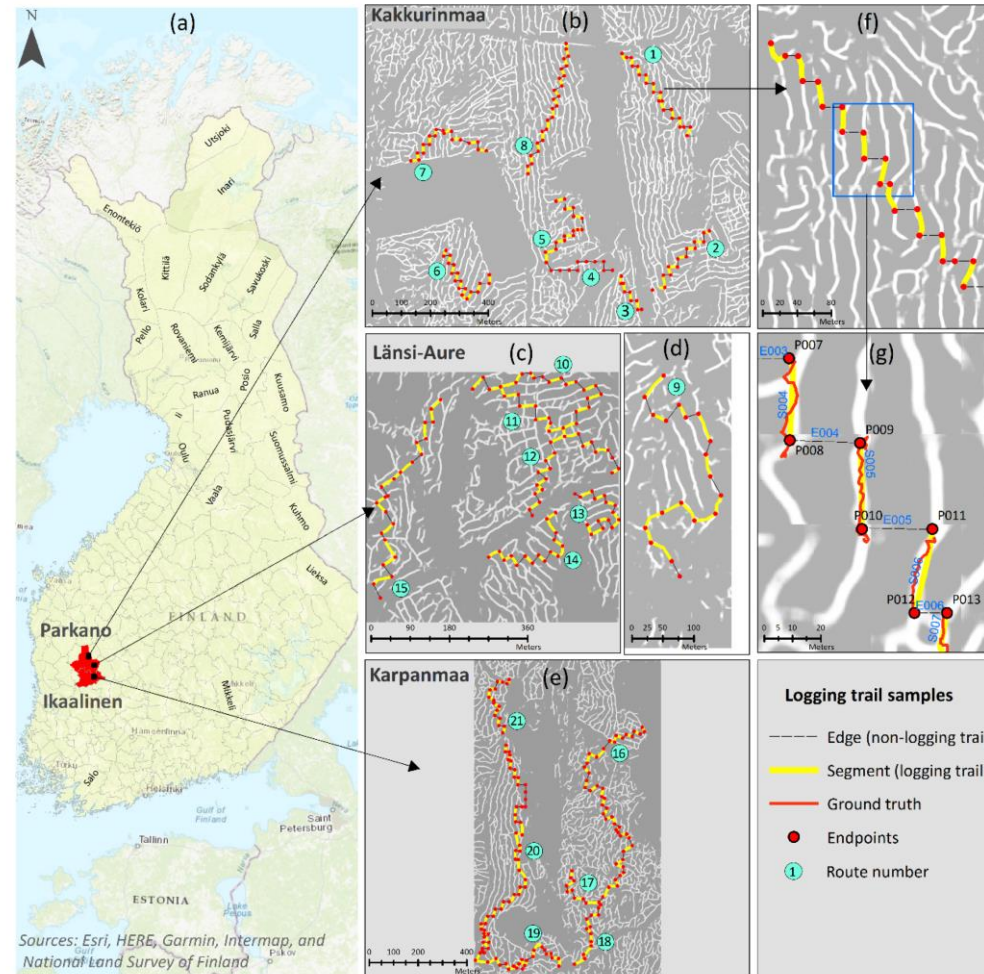 (a)
Utsjoki
Inari
Enontekiö
Kittilä
Sodankylä
Savukoski
Kolari
Pello
Rovaniemi
Kemijärvi
Salla
Ranua
Posio
Kuusamo
Ii
Oulu
Pudasjärvi
Suomussalmi
Vaala
Kuhmo
Lieksa
FINLAND
Parkano
Ikaalinen
Mikkeli
Salo
Helsinki
Gulf of
Finland
Tallinn
Saint
Petersburg
ESTONIA
Lake
Peipus
Pskov
Sources: Esri, HERE, Garmin, Intermap, and
National Land Survey of Finland
Kakkurinmaa
(b)
1
8
7
5
2
6
4
3
0 100 200 400
Meters
Länsi-Aure
(c)
10
11
12
13
14
15
0 90 180 360
Meters
(d)
9
0 25 50 100
Meters
Karpanmaa
(e)
21
16
20
17
19
18
0 100 200 400
Meters
(f)
0 20 40 80
Meters
(g)
E003
P007
S004
E004
P009
P008
S005
P010
E005
P011
S006
P012
E006
P013
S007
0 5 10 20
Meters
Logging trail samples
Edge (non-logging trail
Segment (logging trail
Ground truth
Endpoints
1 Route number